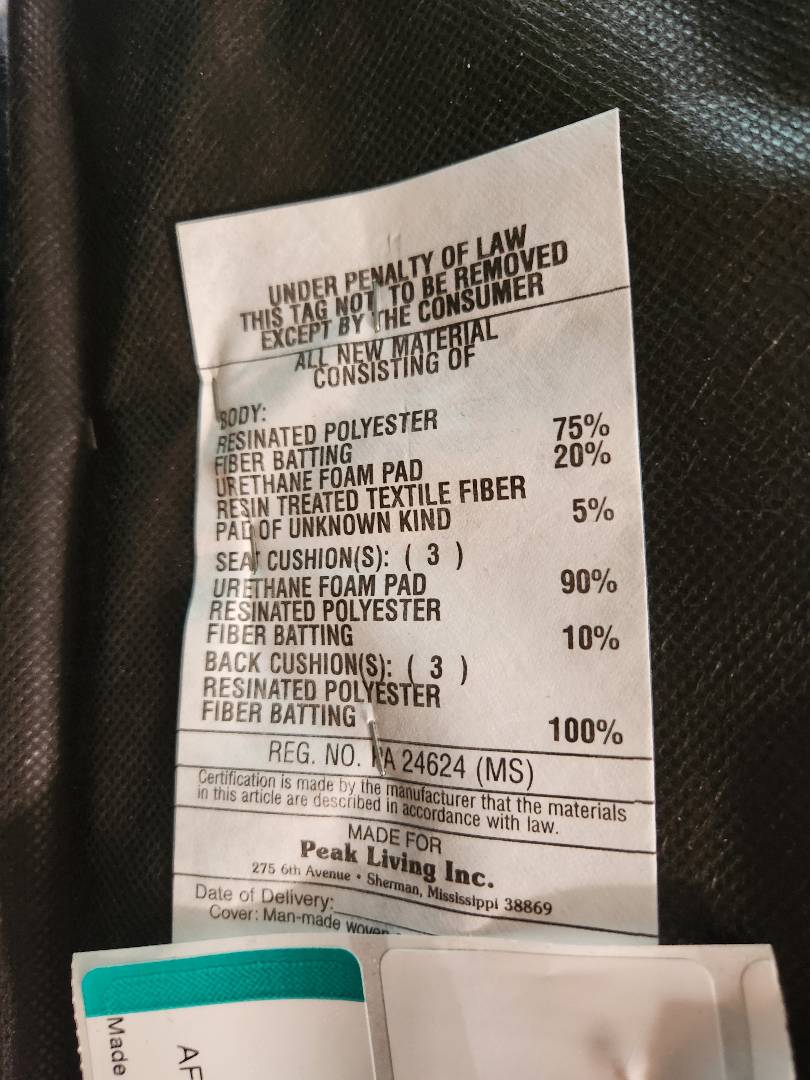 UNDER PENALTY OF LAW
THIS TAG NOT TO BE REMOVED
EXCEPT BY THE CONSUMER
ALL NEW MATERIAL
CONSISTING OF
BODY:
RESINATED POLYESTER
FIBER BATTING 75%
URETHANE FOAM PAD 20%
RESIN TREATED TEXTILE FIBER
PAD OF UNKNOWN KIND 5%
SEAT CUSHION(S): ( 3 )
URETHANE FOAM PAD 90%
RESINATED POLYESTER
FIBER BATTING 10%
BACK CUSHION(S): ( 3 )
RESINATED POLYESTER
FIBER BATTING 100%
REG. NO. PA 24624 (MS)
Certification is made by the manufacturer that the materials
in this article are described in accordance with law.
MADE FOR
Peak Living Inc.
275 6th Avenue • Sherman, Mississippi 38869
Date of Delivery:
Cover: Man-made woven
Made
AF